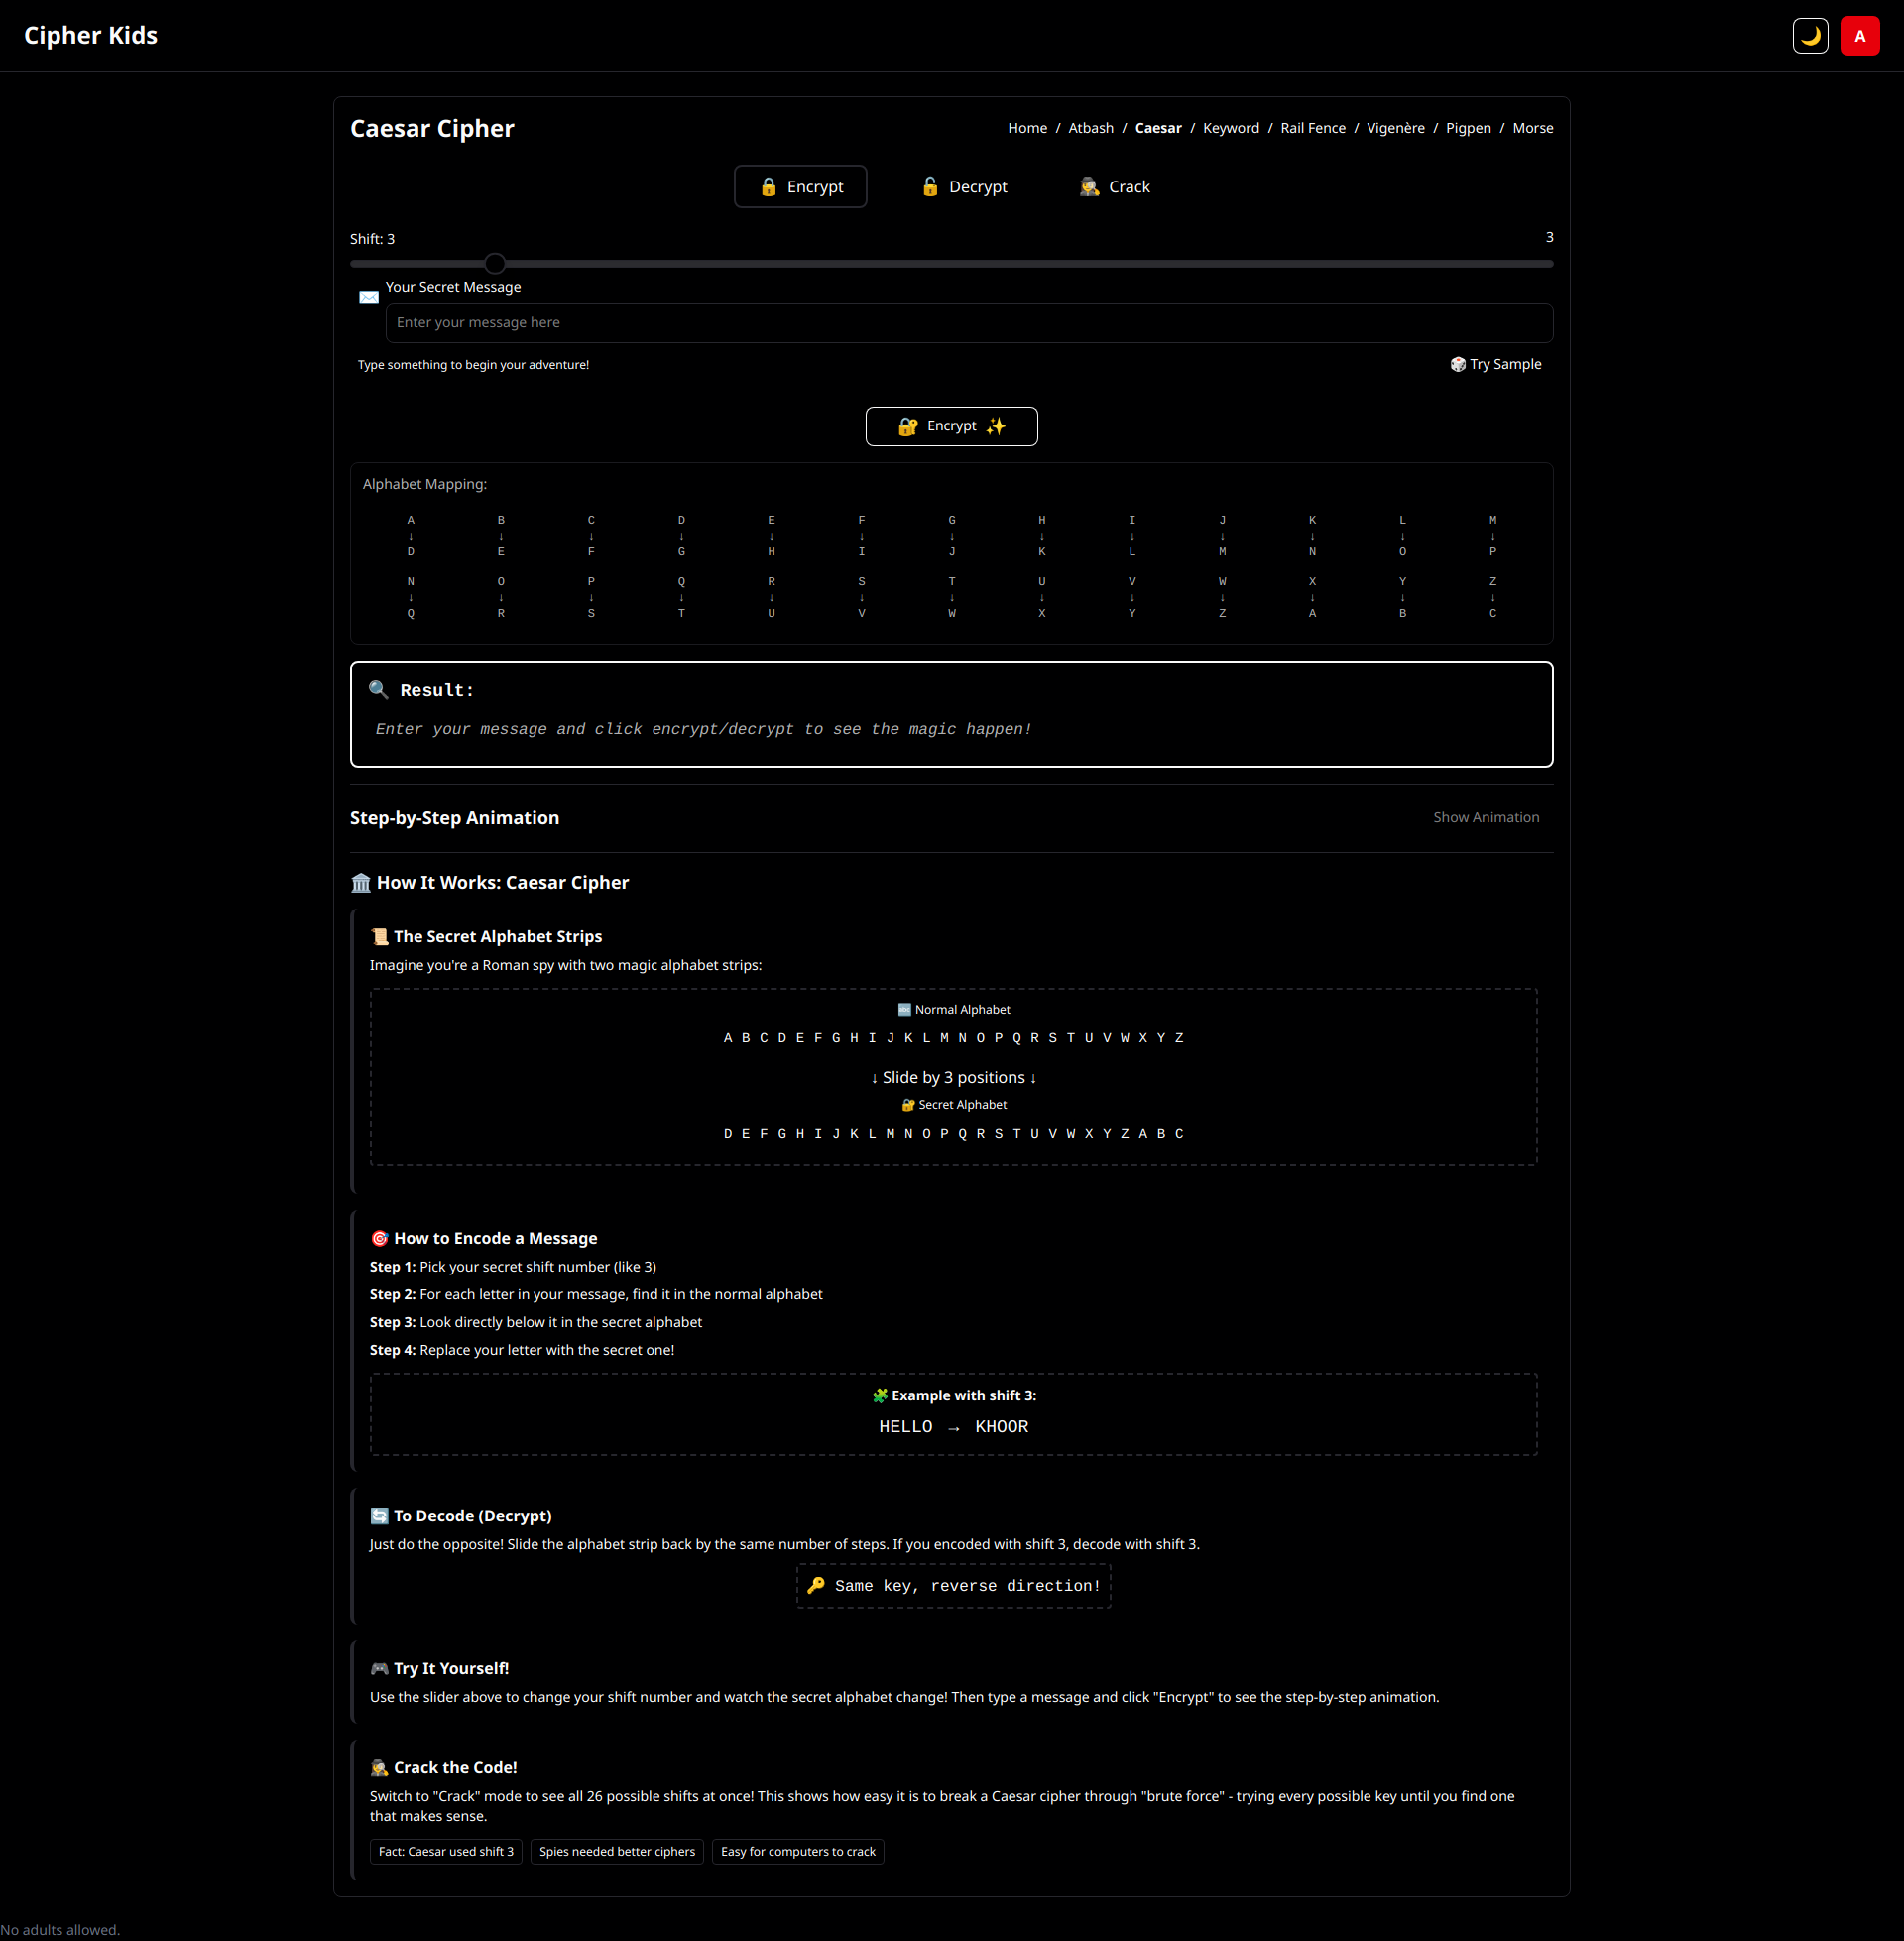 Cipher Kids
🌙 A
Caesar Cipher
Home / Atbash / Caesar / Keyword / Rail Fence / Vigenère / Pigpen / Morse
🔒 Encrypt 🔓 Decrypt 🕵️ Crack
Shift: 3 3
✉️ Your Secret Message
Enter your message here
Type something to begin your adventure! 🎲 Try Sample
🔐 Encrypt ✨
Alphabet Mapping:
A B C D E F G H I J K L M
↓ ↓ ↓ ↓ ↓ ↓ ↓ ↓ ↓ ↓ ↓ ↓ ↓
D E F G H I J K L M N O P
N O P Q R S T U V W X Y Z
↓ ↓ ↓ ↓ ↓ ↓ ↓ ↓ ↓ ↓ ↓ ↓ ↓
Q R S T U V W X Y Z A B C
🔍 Result:
Enter your message and click encrypt/decrypt to see the magic happen!
Step-by-Step Animation Show Animation
🏛️ How It Works: Caesar Cipher
📜 The Secret Alphabet Strips
Imagine you're a Roman spy with two magic alphabet strips:
🔤 Normal Alphabet
A B C D E F G H I J K L M N O P Q R S T U V W X Y Z
↓ Slide by 3 positions ↓
🔐 Secret Alphabet
D E F G H I J K L M N O P Q R S T U V W X Y Z A B C
🎯 How to Encode a Message
Step 1: Pick your secret shift number (like 3)
Step 2: For each letter in your message, find it in the normal alphabet
Step 3: Look directly below it in the secret alphabet
Step 4: Replace your letter with the secret one!
🧩 Example with shift 3:
HELLO → KHOOR
🔄 To Decode (Decrypt)
Just do the opposite! Slide the alphabet strip back by the same number of steps. If you encoded with shift 3, decode with shift 3.
🔑 Same key, reverse direction!
🎮 Try It Yourself!
Use the slider above to change your shift number and watch the secret alphabet change! Then type a message and click "Encrypt" to see the step-by-step animation.
🕵️ Crack the Code!
Switch to "Crack" mode to see all 26 possible shifts at once! This shows how easy it is to break a Caesar cipher through "brute force" - trying every possible key until you find one
that makes sense.
Fact: Caesar used shift 3 Spies needed better ciphers Easy for computers to crack
No adults allowed.